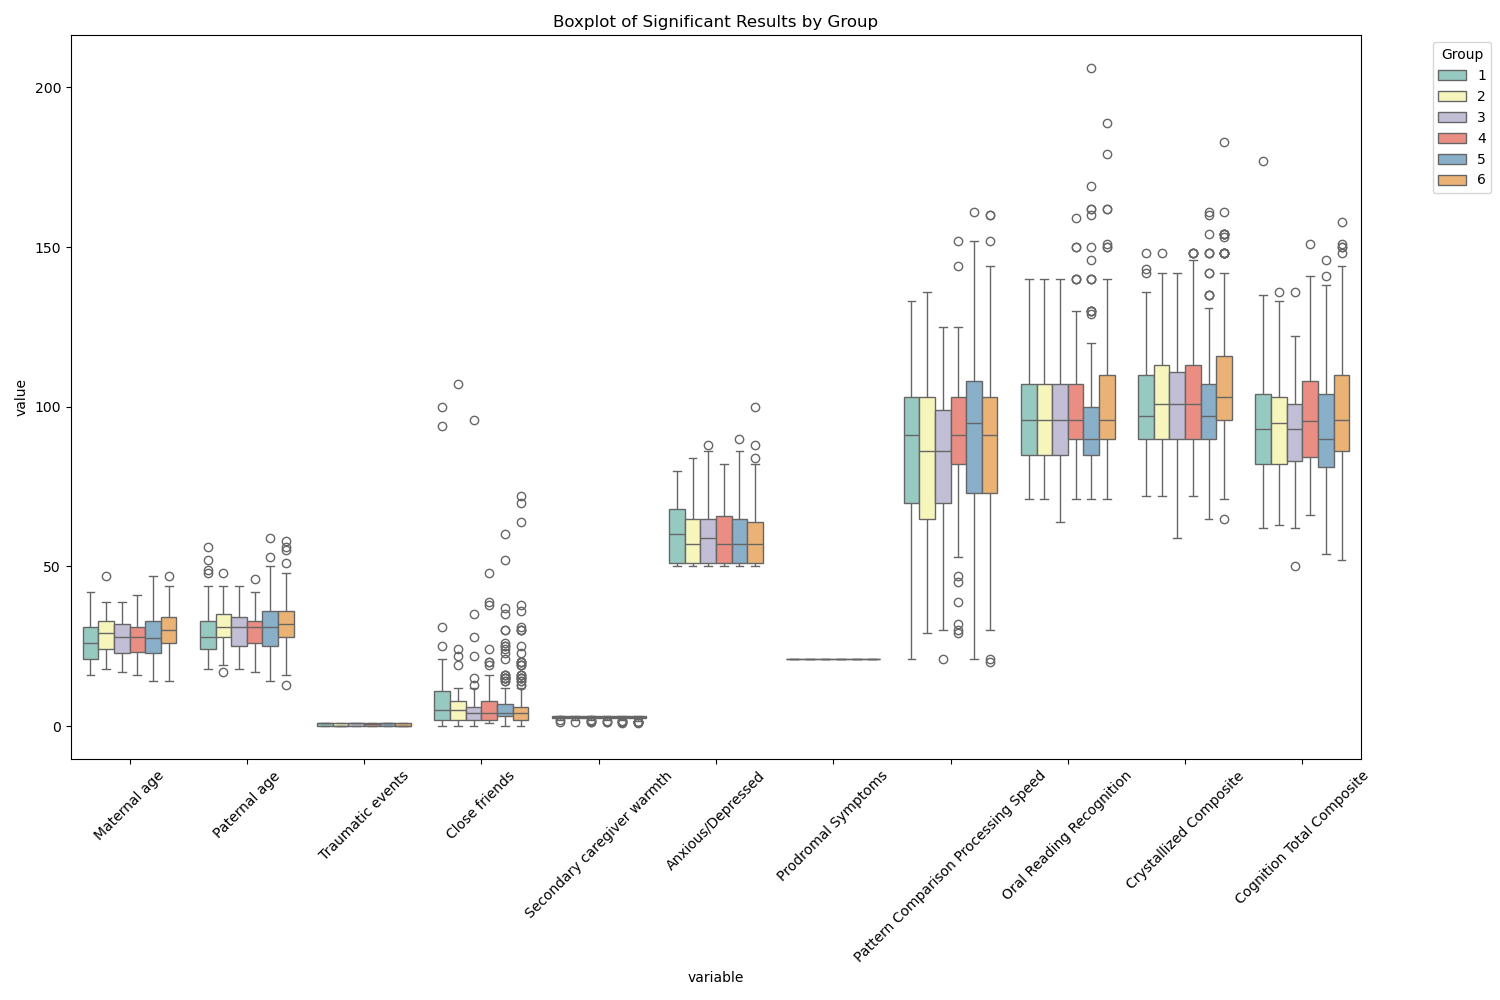 Boxplot of Significant Results by Group
Group
1
2
3
4
5
6
200
150
100
50
0
value
Maternal age
Paternal age
Traumatic events
Close friends
Secondary caregiver warmth
Anxious/Depressed
Prodromal Symptoms
Pattern Comparison Processing Speed
Oral Reading Recognition
Crystallized Composite
Cognition Total Composite
variable